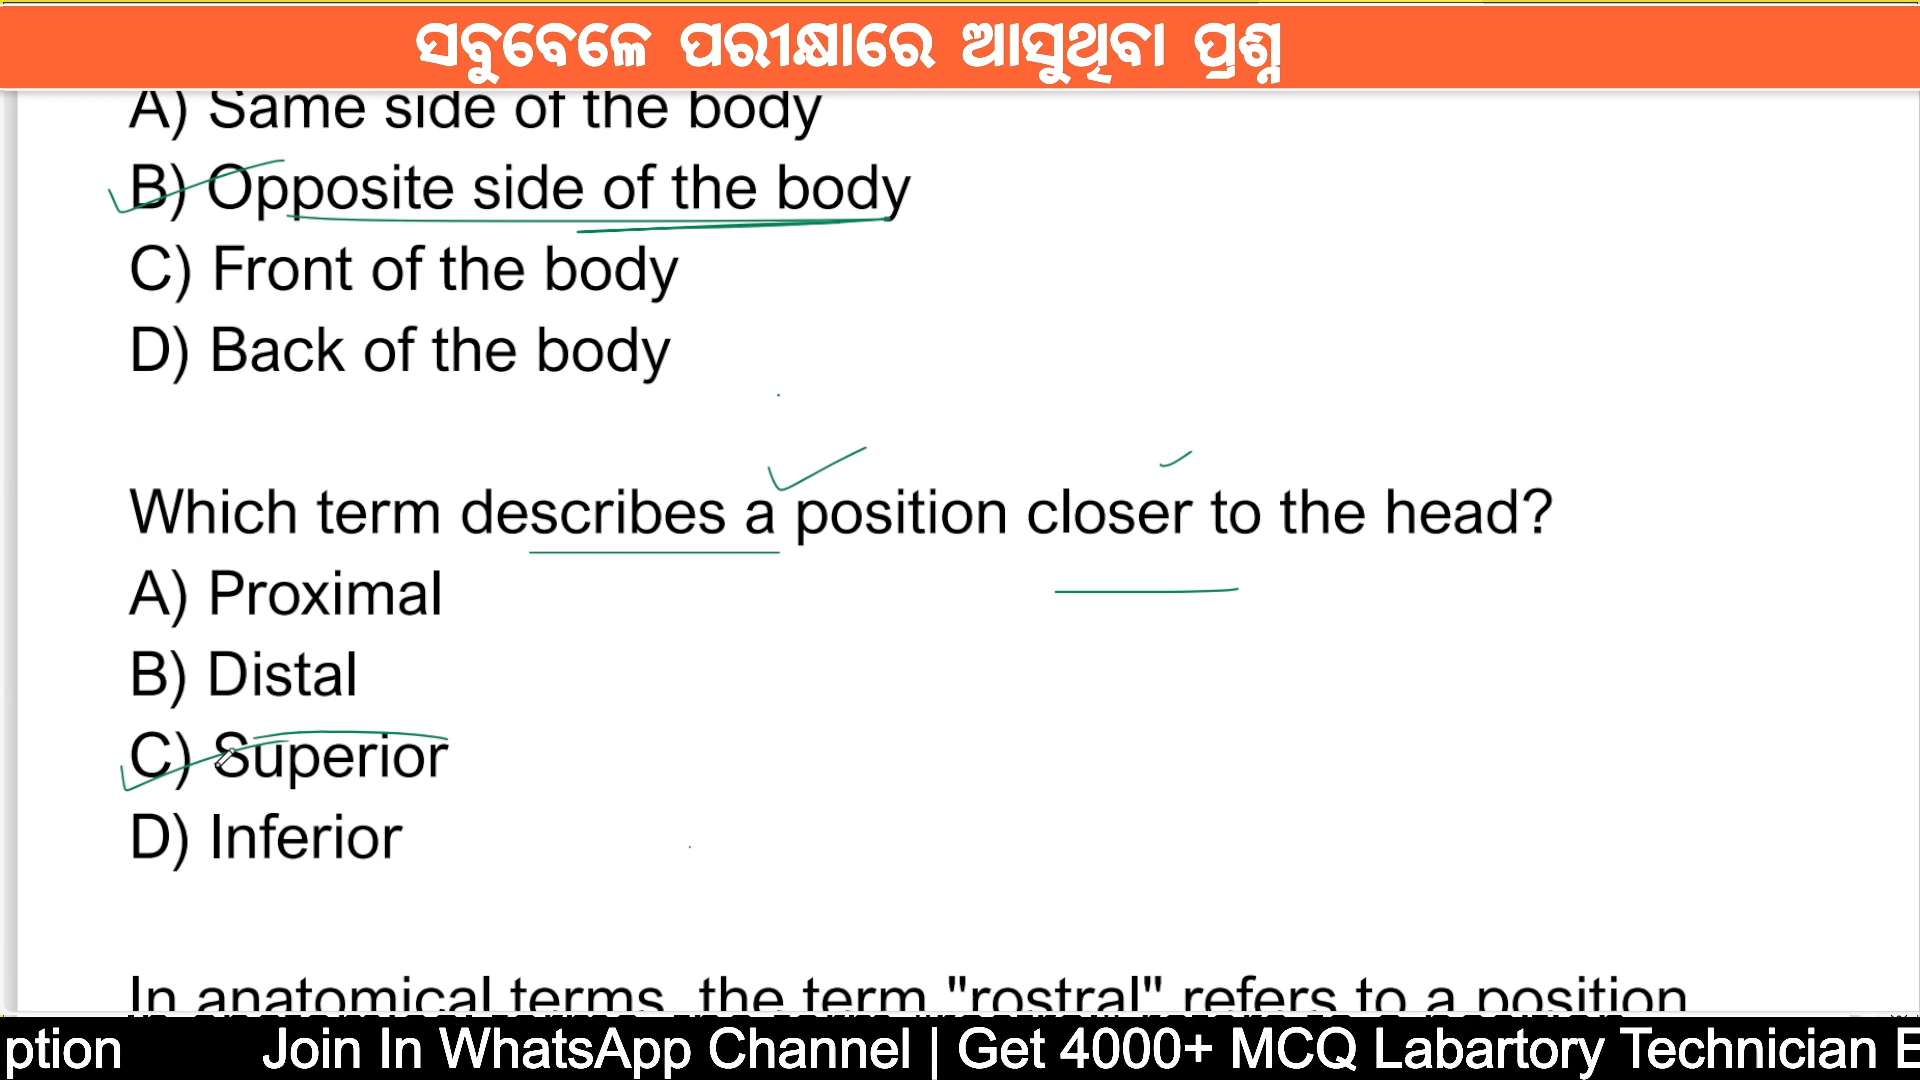 ସବୁବେଳେ ପରୀକ୍ଷାରେ ଆସୁଥିବା ପ୍ରଶ୍ନ
A) Same side of the body
B) Opposite side of the body
C) Front of the body
D) Back of the body
Which term describes a position closer to the head?
A) Proximal
B) Distal
C) Superior
D) Inferior
In anatomical terms, the term "rostral" refers to a position
ption Join In WhatsApp Channel | Get 4000+ MCQ Labartory Technician E